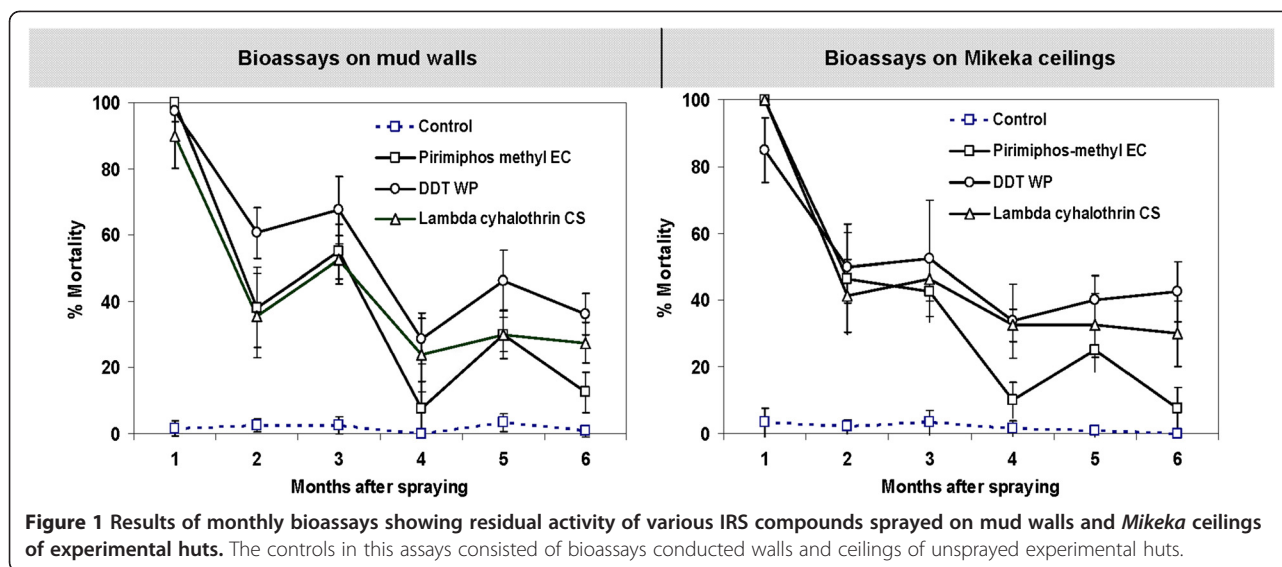 Bioassays on mud walls
Bioassays on Mikeka ceilings
% Mortality
100
80
60
40
20
0
Control
Pirimiphos methyl EC
DDT WP
Lambda cyhalothrin CS
1 2 3 4 5 6
Months after spraying
% Mortality
100
80
60
40
20
0
Control
Pirimiphos-methyl EC
DDT WP
Lambda cyhalothrin CS
1 2 3 4 5 6
Months after spraying
Figure 1 Results of monthly bioassays showing residual activity of various IRS compounds sprayed on mud walls and Mikeka ceilings
of experimental huts. The controls in this assays consisted of bioassays conducted walls and ceilings of unsprayed experimental huts.